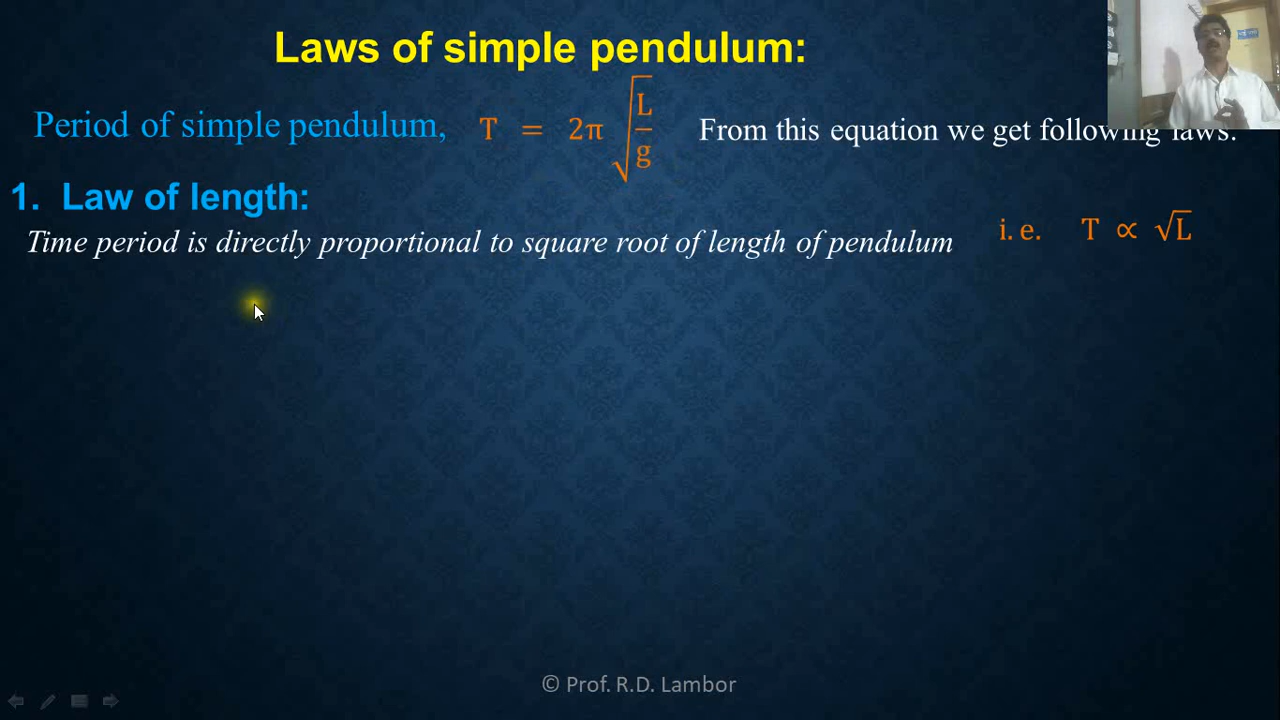 Laws of simple pendulum:
Period of simple pendulum, T = 2π √(L/g) From this equation we get following laws.
1. Law of length:
Time period is directly proportional to square root of length of pendulum i. e. T ∝ √L
© Prof. R.D. Lambor